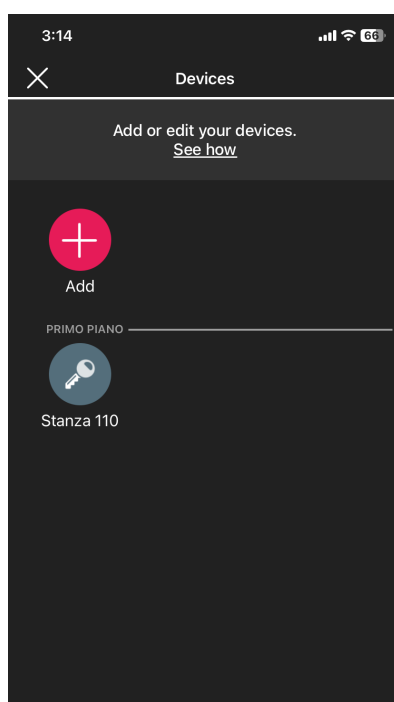 3:14
66
Devices
Add or edit your devices.
See how
Add
PRIMO PIANO
Stanza 110